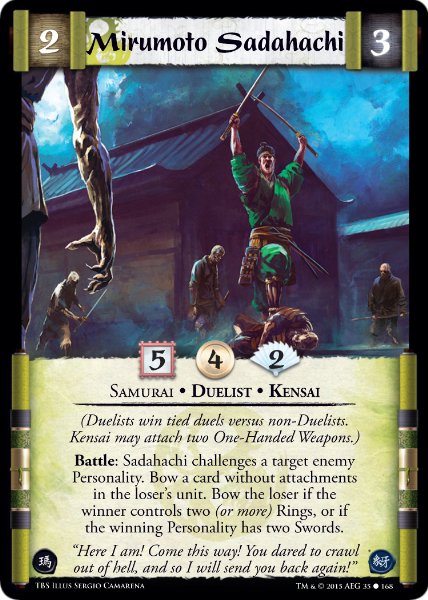 2 Mirumoto Sadahachi 3
5 4 2
Samurai • Duelist • Kensai
(Duelists win tied duels versus non-Duelists.
Kensai may attach two One-Handed Weapons.)
Battle: Sadahachi challenges a target enemy
Personality. Bow a card without attachments
in the loser's unit. Bow the loser if the
winner controls two (or more) Rings, or if
the winning Personality has two Swords.
"Here I am! Come this way! You dared to crawl
out of hell, and so I will send you back again!"
TBS Illus Sergio Camarena TM & © 2015 AEG 35 • 168